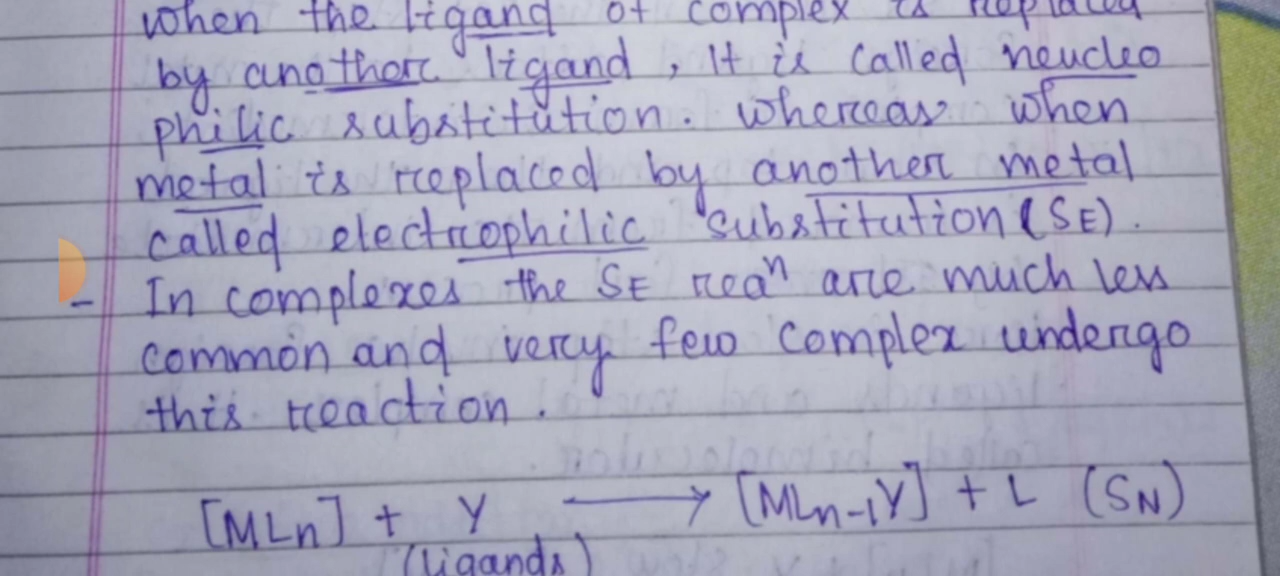 when the ligand of complex is replaced
by another ligand, It is called neucleo
philic substitution. whereas when
metal is replaced by another metal
called electrophilic substitution (SE).
- In complexes the SE reaⁿ are much less
common and very few complex undergo
this reaction.
[MLn] + Y ⟶ [MLn-1Y] + L (SN)
(ligands)